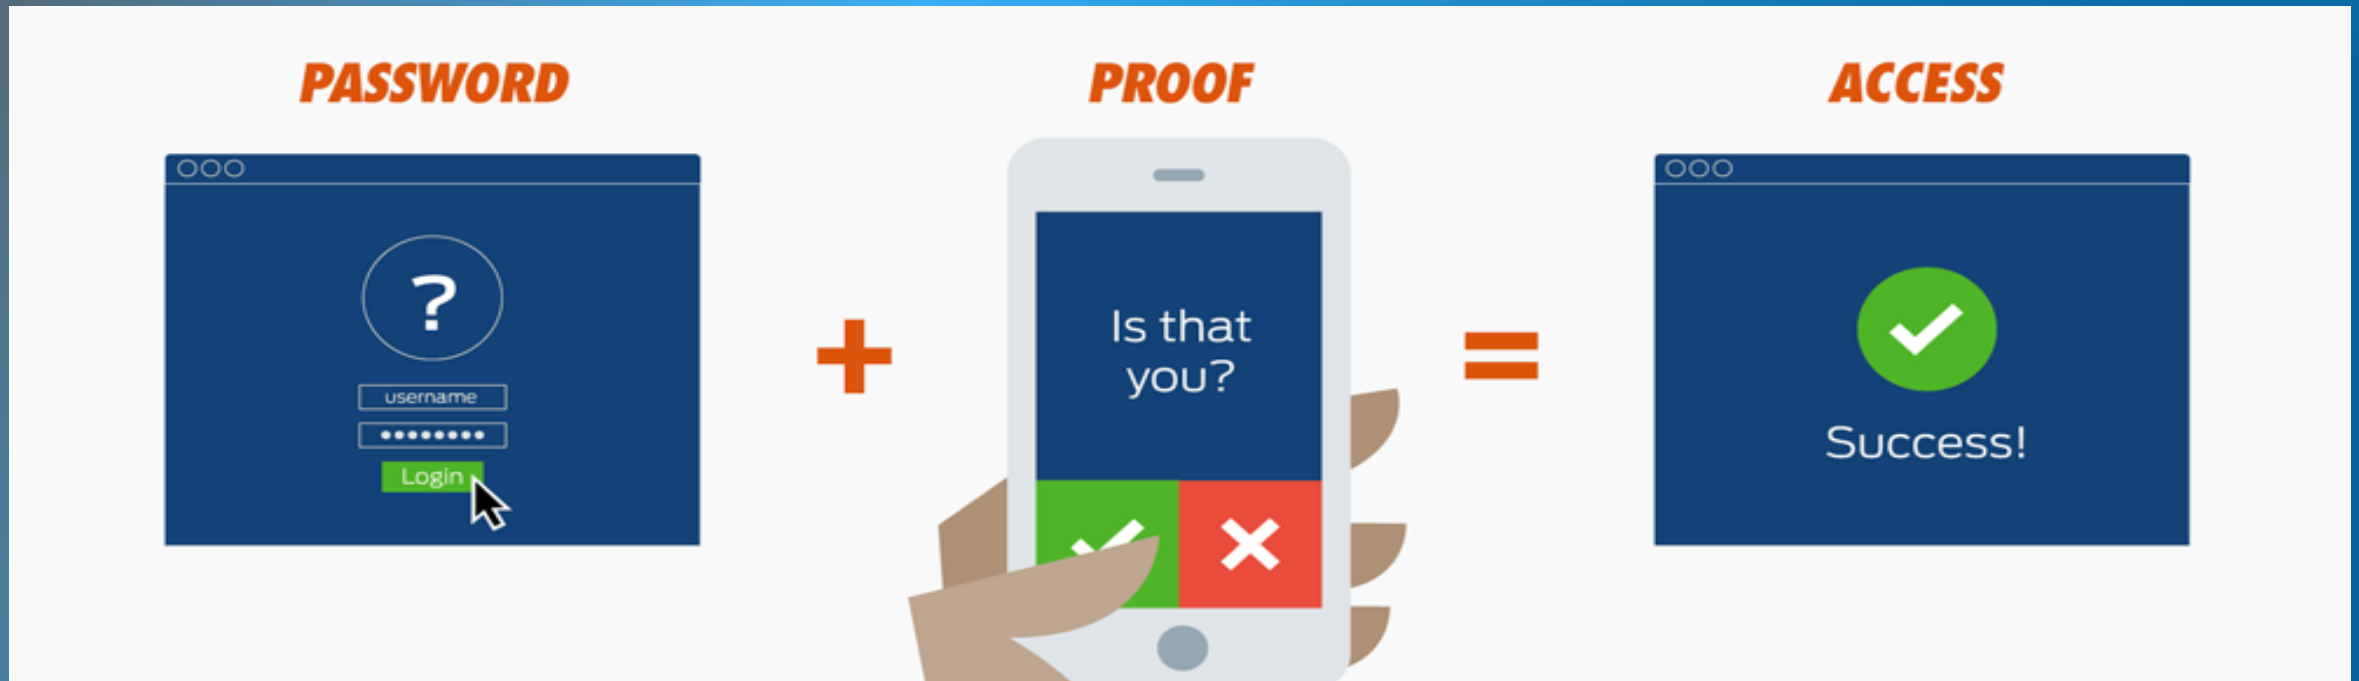 PASSWORD
PROOF
ACCESS
?
username
Login
+
Is that
you?
=
Success!